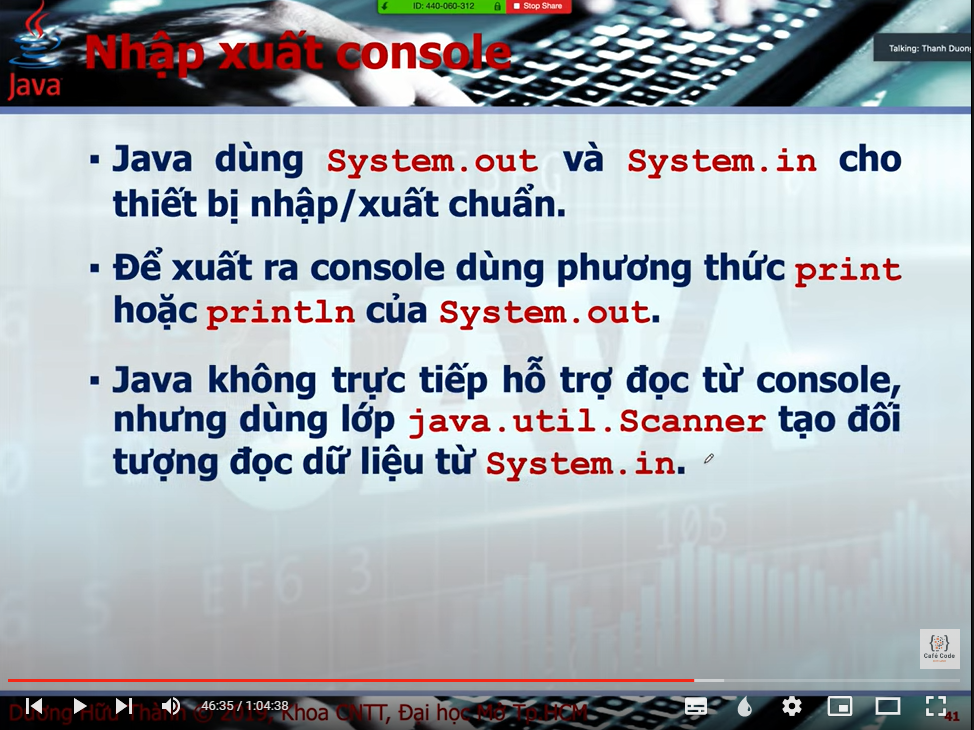 ID: 440-060-312
Stop Share
Nhập xuất console
Talking: Thanh Duong
Java
▪ Java dùng System.out và System.in cho
thiết bị nhập/xuất chuẩn.
▪ Để xuất ra console dùng phương thức print
hoặc println của System.out.
▪ Java không trực tiếp hỗ trợ đọc từ console,
nhưng dùng lớp java.util.Scanner tạo đối
tượng đọc dữ liệu từ System.in.
JAVA
105
EF6 3
Café Code
46:35 / 1:04:38
Dương Hữu Thành © 2019, Khoa CNTT, Đại học Mở Tp.HCM
41